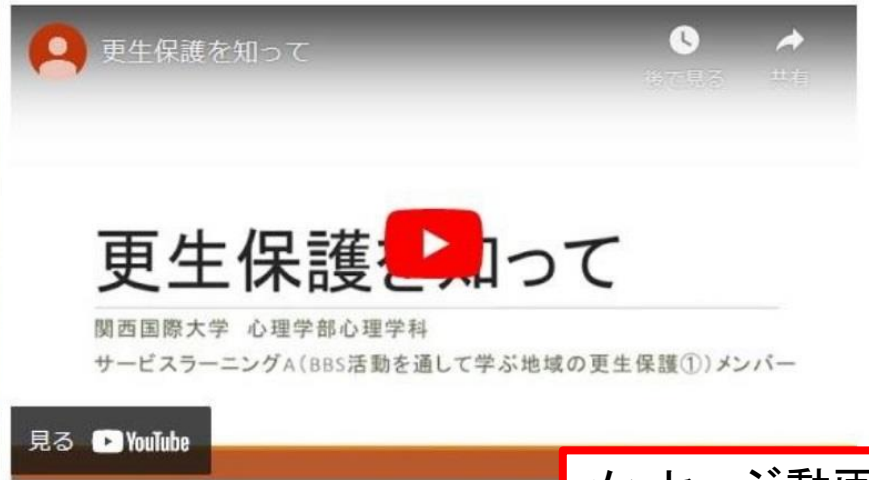 更生保護を知って
後で見る
共有
更生保護を知って
関西国際大学 心理学部心理学科
サービスラーニングA(BBS活動を通して学ぶ地域の更生保護①)メンバー
見る YouTube